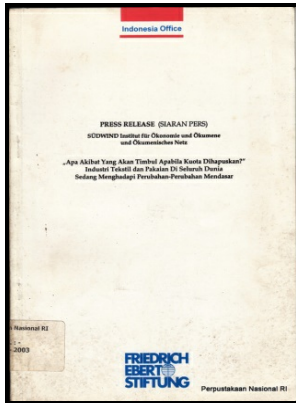 Indonesia Office
PRESS RELEASE (SIARAN PERS)
SÜDWIND Institut für Ökonomie und Ökumene
und Ökumenisches Netz
„Apa Akibat Yang Akan Timbul Apabila Kuota Dihapuskan?"
Industri Tekstil dan Pakaian Di Seluruh Dunia
Sedang Menghadapi Perubahan-Perubahan Mendasar
Nasional RI
2003
FRIEDRICH
EBERT
STIFTUNG
Perpustakaan Nasional RI